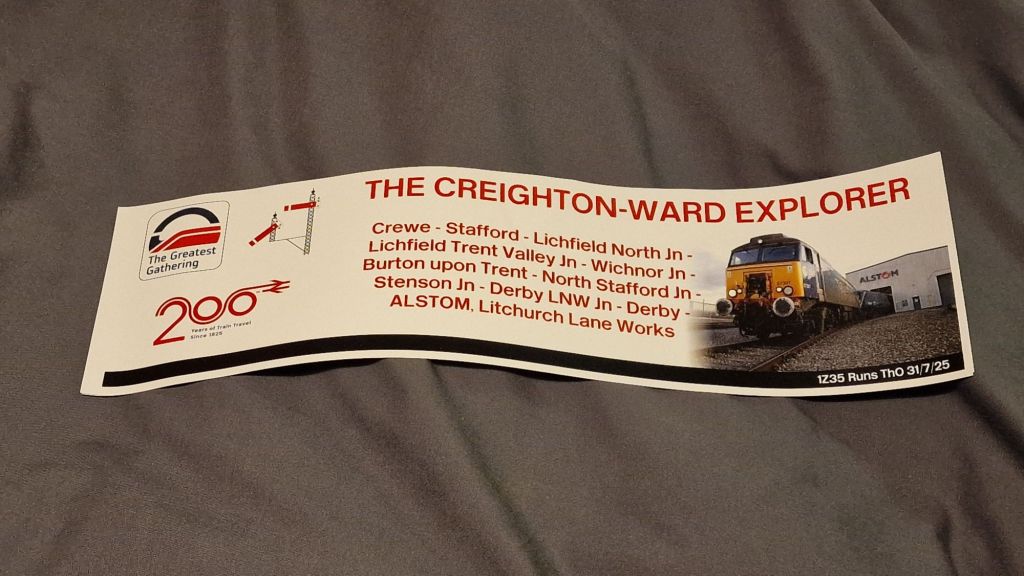 The Greatest
Gathering
200
Years of Train Travel
Since 1825
THE CREIGHTON-WARD EXPLORER
Crewe - Stafford - Lichfield North Jn -
Lichfield Trent Valley Jn - Wichnor Jn -
Burton upon Trent - North Stafford Jn -
Stenson Jn - Derby LNW Jn - Derby -
ALSTOM, Litchurch Lane Works
ALSTOM
1Z35 Runs ThO 31/7/25